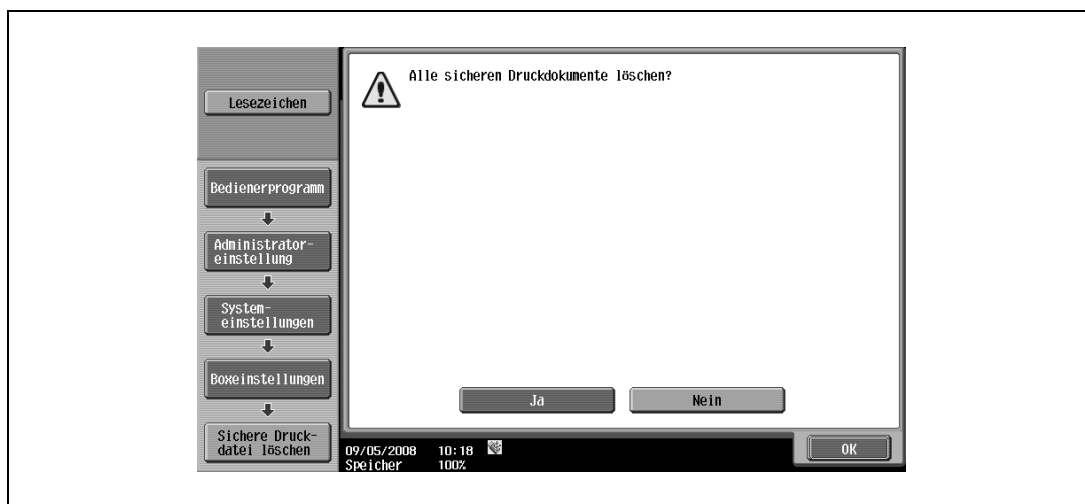 Lesezeichen
Bedienerprogramm
Administrator-
einstellung
System-
einstellungen
Boxeinstellungen
Sichere Druck-
datei löschen
Alle sicheren Druckdokumente löschen?
Ja
Nein
09/05/2008 10:18
Speicher 100%
OK